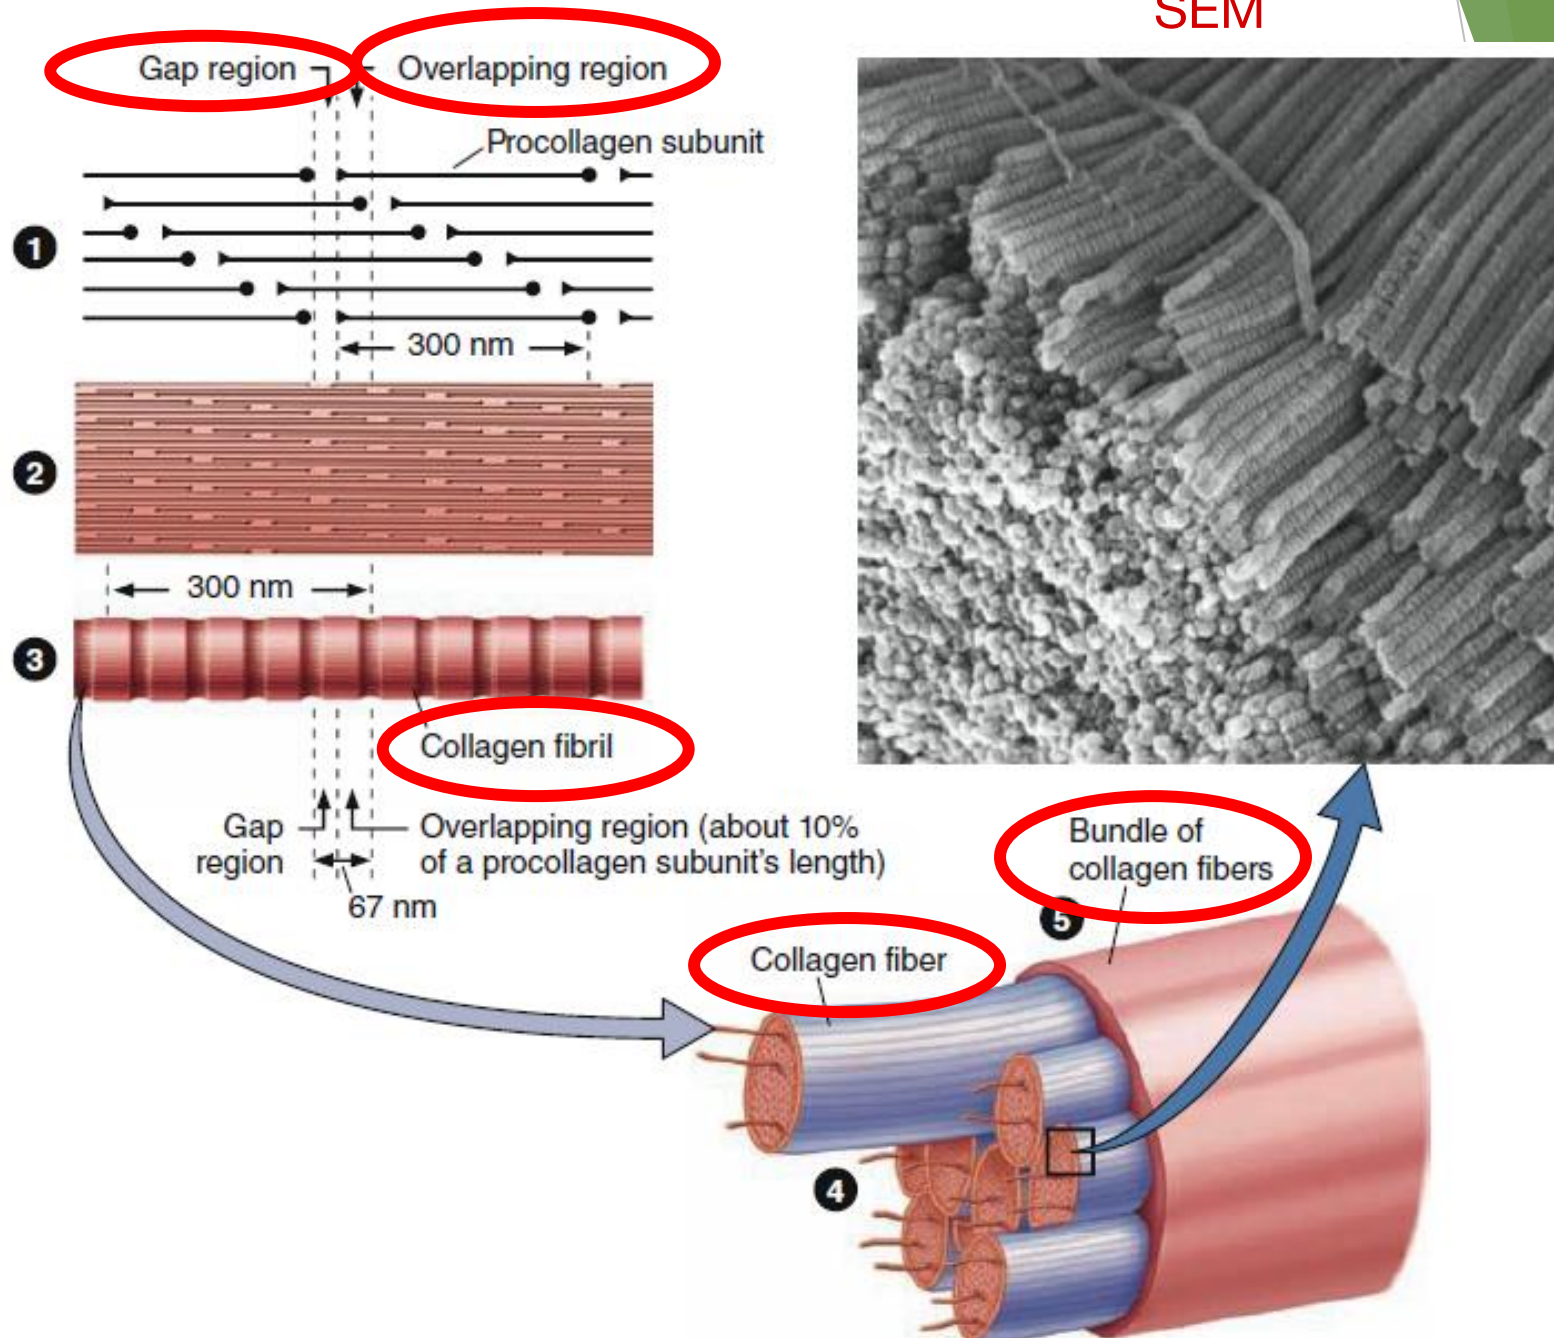 SEM
Gap region
Overlapping region
Procollagen subunit
1
300 nm
2
300 nm
3
Collagen fibril
Gap
region
Overlapping region (about 10%
of a procollagen subunit's length)
67 nm
Bundle of
collagen fibers
5
Collagen fiber
4